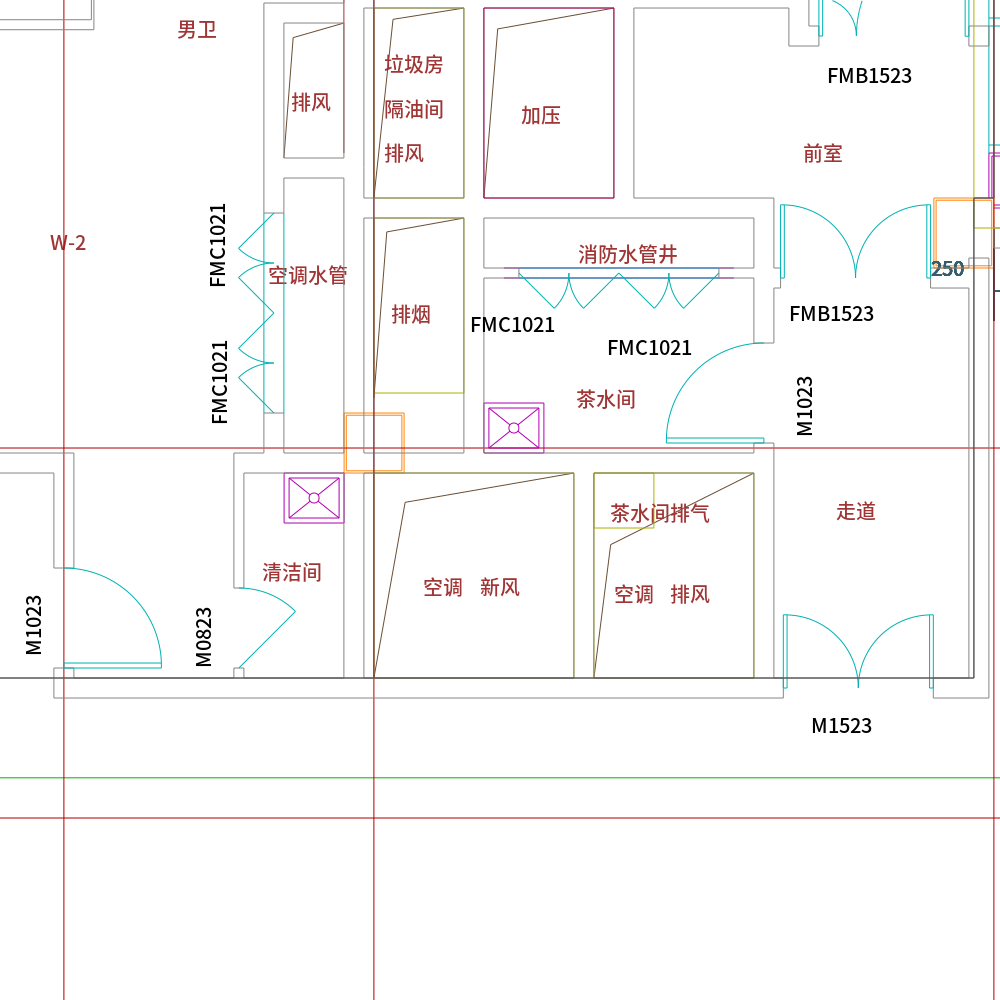 男卫
垃圾房
隔油间
排风
排风
加压
FMB1523
前室
W-2
FMC1021
空调水管
消防水管井
250
排烟
FMC1021
FMB1523
FMC1021
FMC1021
茶水间
M1023
茶水间排气
走道
清洁间
空调 新风
空调 排风
M1023
M0823
M1523